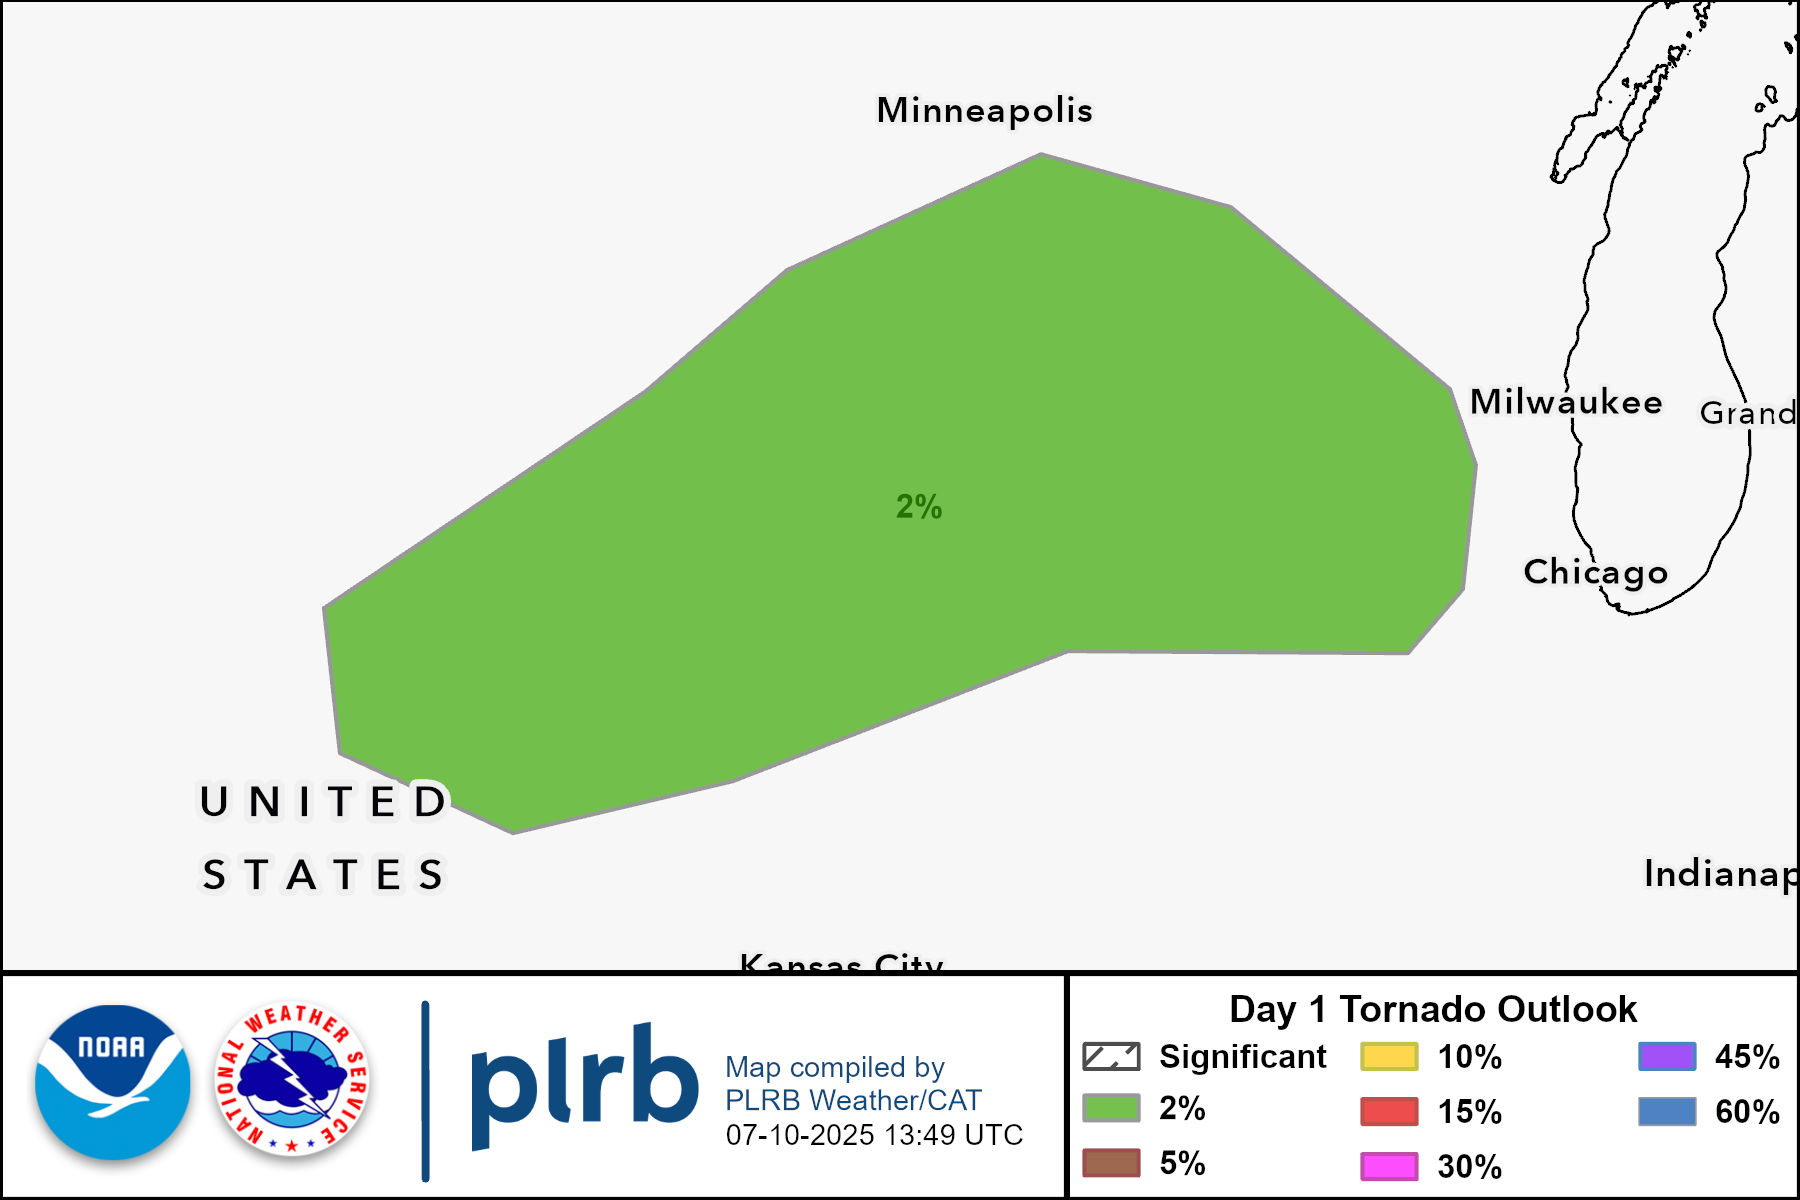 Minneapolis
Milwaukee
Grand
2%
Chicago
UNITED
STATES
Indianap
Kansas City
NOAA
NATIONAL WEATHER SERVICE
plrb
Map compiled by
PLRB Weather/CAT
07-10-2025 13:49 UTC
Day 1 Tornado Outlook
Significant
2%
5%
10%
15%
30%
45%
60%